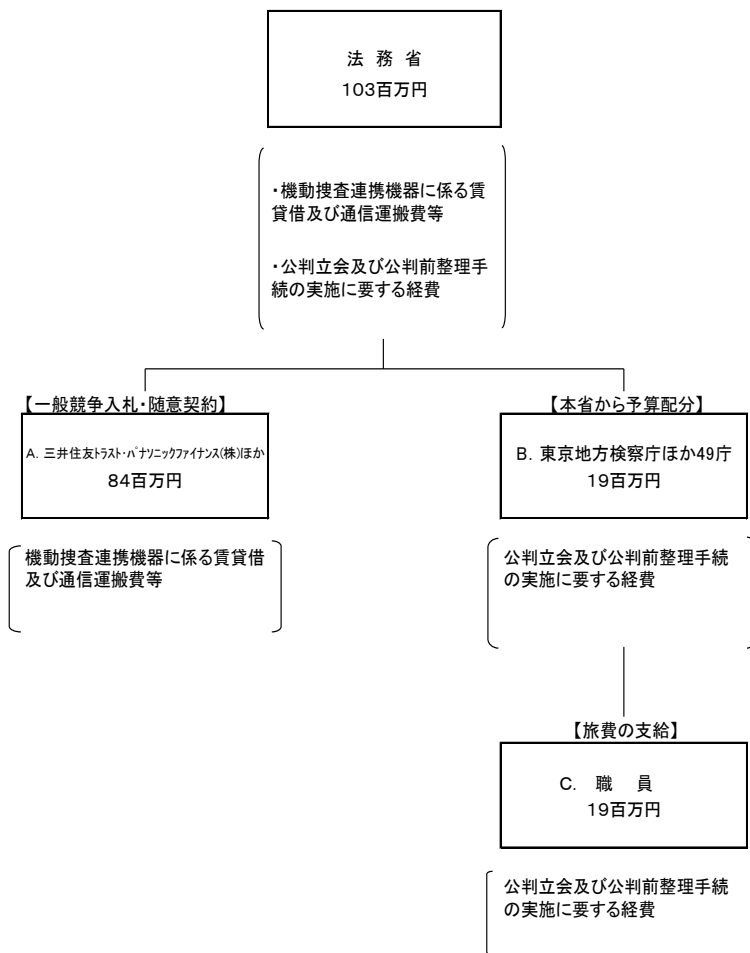 法 務 省
103百万円
・機動捜査連携機器に係る賃
貸借及び通信運搬費等
・公判立会及び公判前整理手
続の実施に要する経費
【一般競争入札・随意契約】
A. 三井住友ﾄﾗｽﾄ・ﾊﾟﾅｿﾆｯｸﾌｧｲﾅﾝｽ(株)ほか
84百万円
機動捜査連携機器に係る賃貸借
及び通信運搬費等
【本省から予算配分】
B. 東京地方検察庁ほか49庁
19百万円
公判立会及び公判前整理手続
の実施に要する経費
【旅費の支給】
C. 職 員
19百万円
公判立会及び公判前整理手続
の実施に要する経費